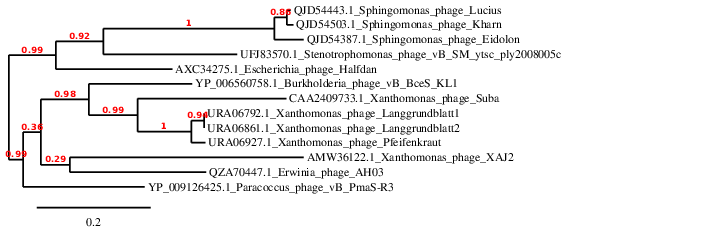 0.88
QJD54443.1_Sphingomonas_phage_Lucius
1
QJD54503.1_Sphingomonas_phage_Kharn
0.92
QJD54387.1_Sphingomonas_phage_Eidolon
0.99
UFJ83570.1_Stenotrophomonas_phage_vB_SM_ytsc_ply2008005c
AXC34275.1_Escherichia_phage_Halfdan
YP_006560758.1_Burkholderia_phage_vB_BceS_KL1
0.98
CAA2409733.1_Xanthomonas_phage_Suba
0.99
URA06792.1_Xanthomonas_phage_Langgrundblatt1
0.36
1
URA06861.1_Xanthomonas_phage_Langgrundblatt2
URA06927.1_Xanthomonas_phage_Pfeifenkraut
0.99
0.29
AMW36122.1_Xanthomonas_phage_XAJ2
QZA70447.1_Erwinia_phage_AH03
YP_009126425.1_Paracoccus_phage_vB_PmaS-R3
0.2